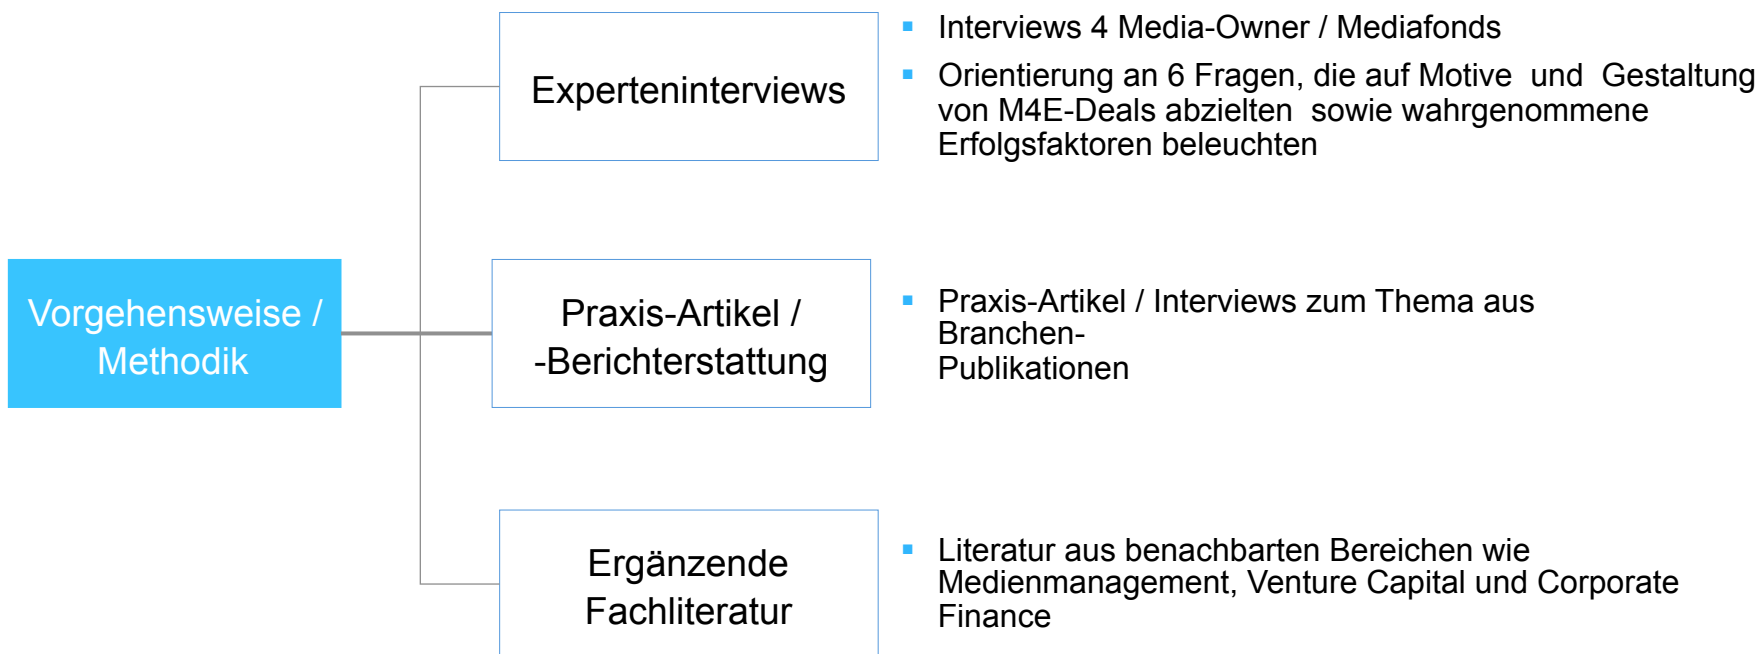 Vorgehensweise /
Methodik
Experteninterviews
▪ Interviews 4 Media-Owner / Mediafonds
▪ Orientierung an 6 Fragen, die auf Motive und Gestaltung
von M4E-Deals abzielten sowie wahrgenommene
Erfolgsfaktoren beleuchten
Praxis-Artikel /
-Berichterstattung
▪ Praxis-Artikel / Interviews zum Thema aus
Branchen-
Publikationen
Ergänzende
Fachliteratur
▪ Literatur aus benachbarten Bereichen wie
Medienmanagement, Venture Capital und Corporate
Finance